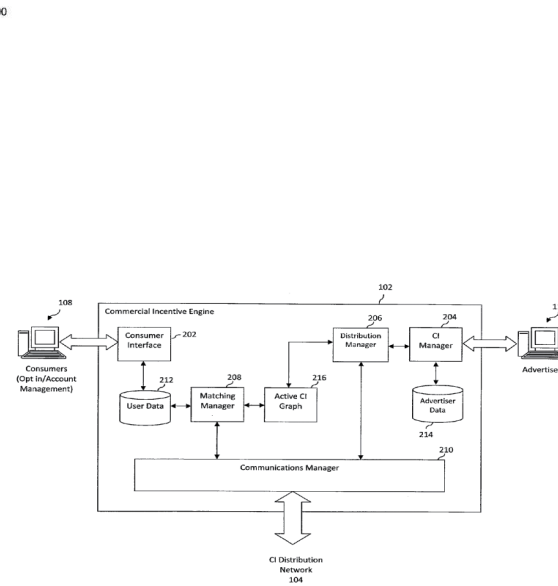 00
102
108
Commercial Incentive Engine
Consumer
Interface
202
206
Distribution
Manager
204
CI
Manager
Consumers
(Opt in/Account
Management)
Advertise
212
User Data
208
Matching
Manager
216
Active CI
Graph
Advertiser
Data
214
210
Communications Manager
CI Distribution
Network
104